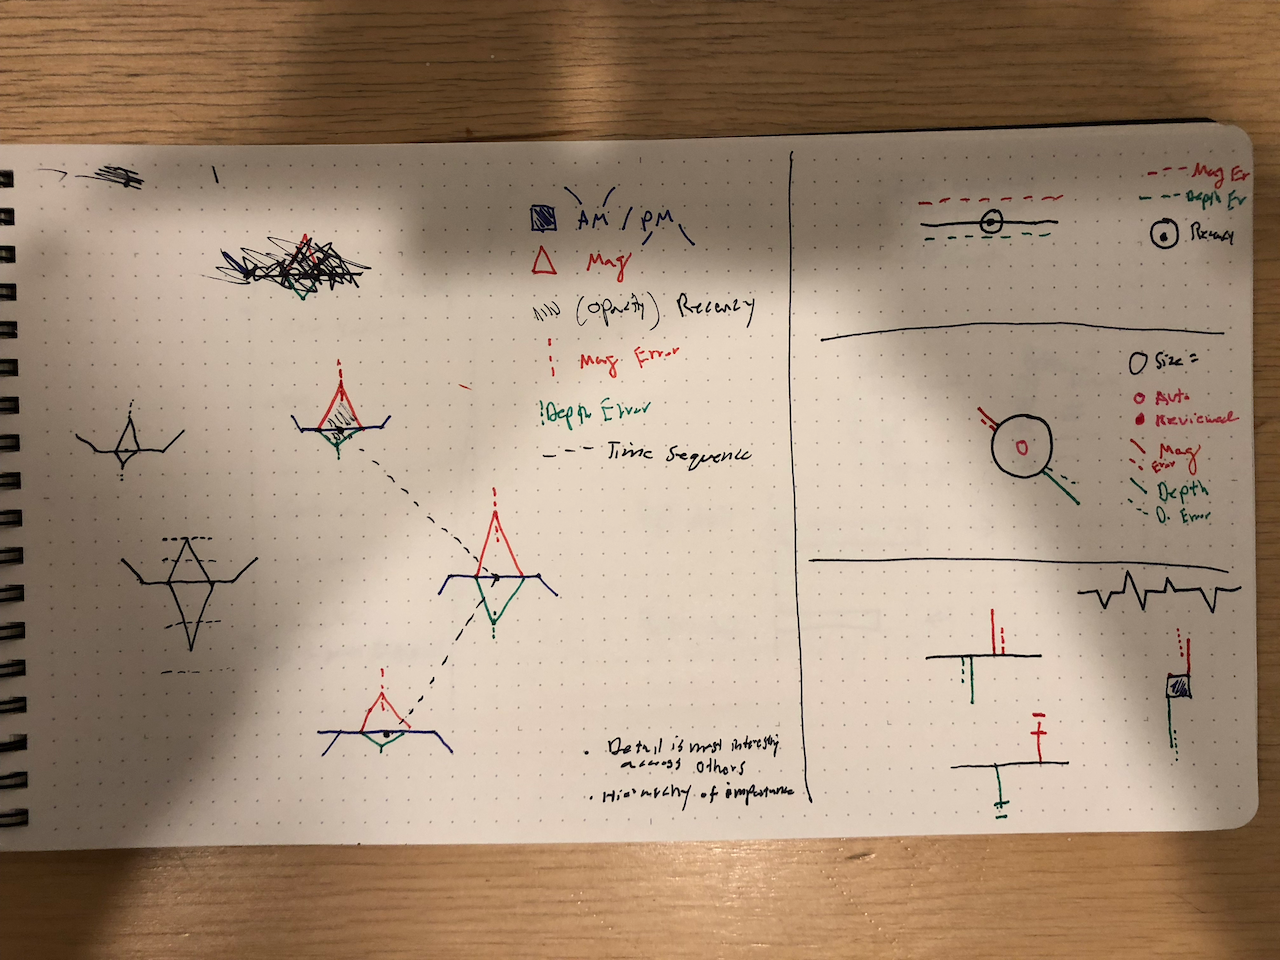 AM / PM
Mag
(opacity) Recency
Mag Error
Depth Error
Time Sequence
• Detail is most interesting
across others
• Hierarchy of importance
Mag Er
Depth Er
Recency
Size =
Auto
Reviewed
Mag
Error
Depth
D. Error